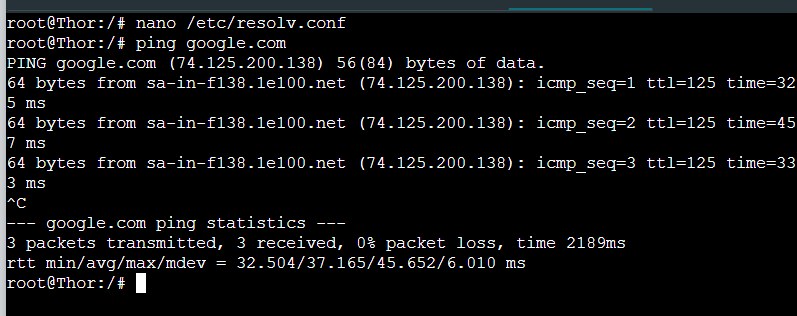 root@Thor:/# nano /etc/resolv.conf
root@Thor:/# ping google.com
PING google.com (74.125.200.138) 56(84) bytes of data.
64 bytes from sa-in-f138.1e100.net (74.125.200.138): icmp_seq=1 ttl=125 time=32
5 ms
64 bytes from sa-in-f138.1e100.net (74.125.200.138): icmp_seq=2 ttl=125 time=45
7 ms
64 bytes from sa-in-f138.1e100.net (74.125.200.138): icmp_seq=3 ttl=125 time=33
3 ms
^C
--- google.com ping statistics ---
3 packets transmitted, 3 received, 0% packet loss, time 2189ms
rtt min/avg/max/mdev = 32.504/37.165/45.652/6.010 ms
root@Thor:/#